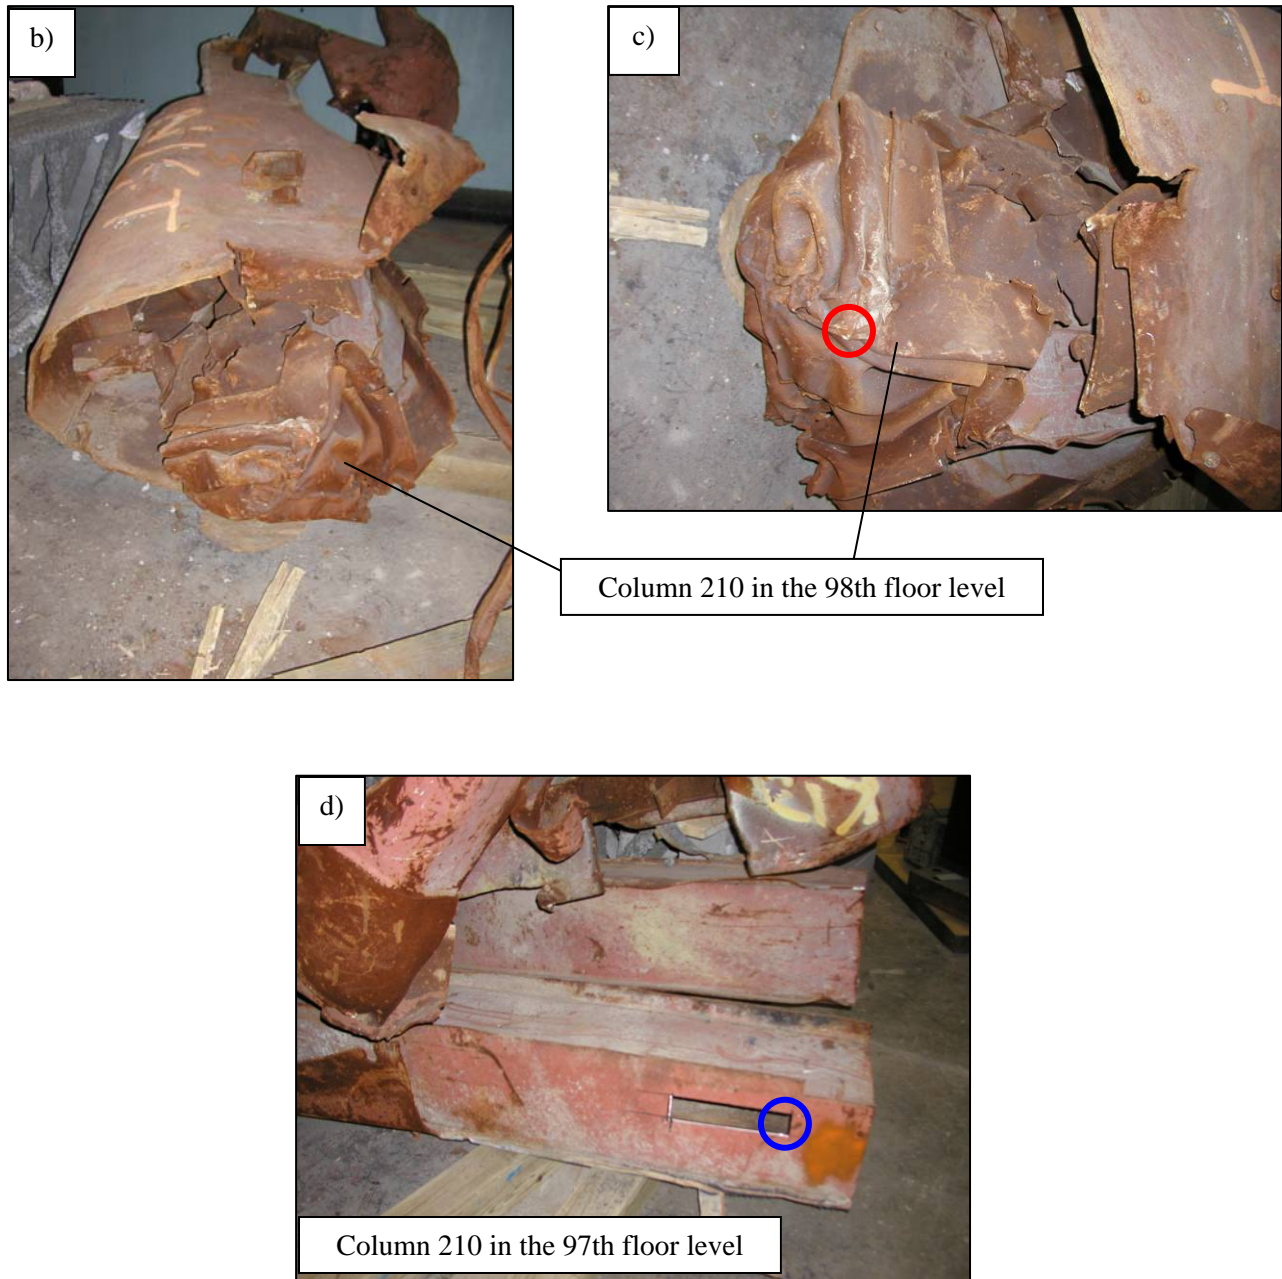 b)
c)
Column 210 in the 98th floor level
d)
Column 210 in the 97th floor level